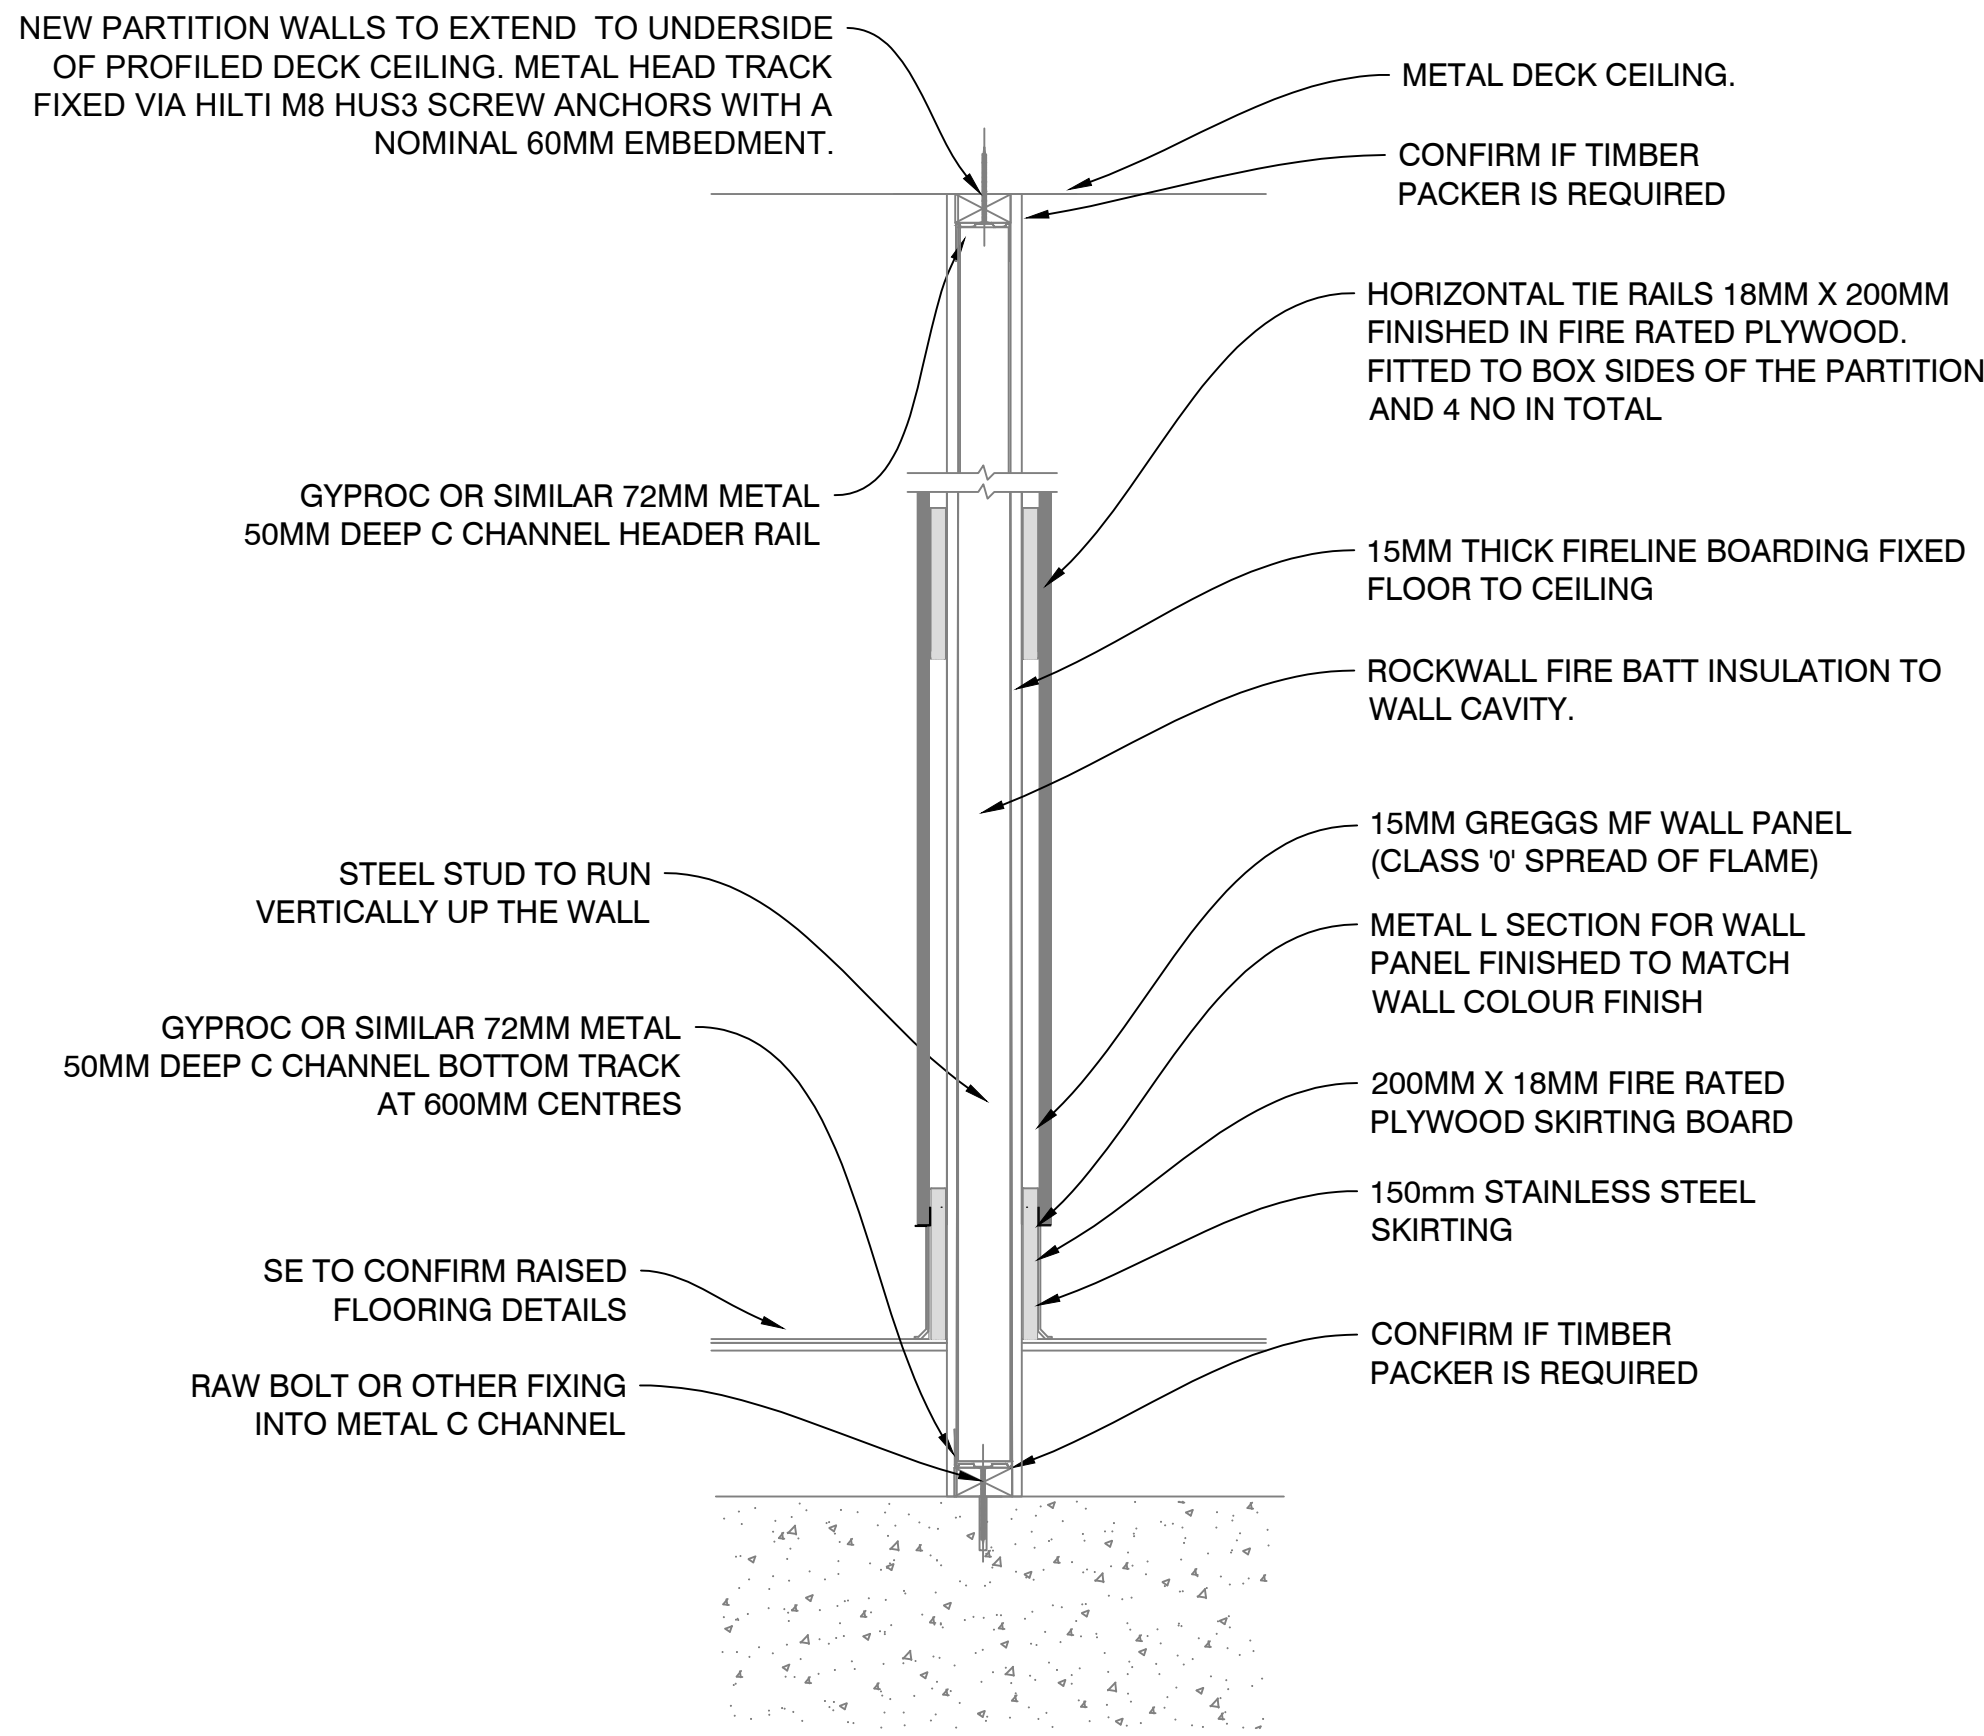 NEW PARTITION WALLS TO EXTEND TO UNDERSIDE
OF PROFILED DECK CEILING. METAL HEAD TRACK
FIXED VIA HILTI M8 HUS3 SCREW ANCHORS WITH A
NOMINAL 60MM EMBEDMENT.
GYPROC OR SIMILAR 72MM METAL
50MM DEEP C CHANNEL HEADER RAIL
STEEL STUD TO RUN
VERTICALLY UP THE WALL
GYPROC OR SIMILAR 72MM METAL
50MM DEEP C CHANNEL BOTTOM TRACK
AT 600MM CENTRES
SE TO CONFIRM RAISED
FLOORING DETAILS
RAW BOLT OR OTHER FIXING
INTO METAL C CHANNEL
METAL DECK CEILING.
CONFIRM IF TIMBER
PACKER IS REQUIRED
HORIZONTAL TIE RAILS 18MM X 200MM
FINISHED IN FIRE RATED PLYWOOD.
FITTED TO BOX SIDES OF THE PARTITION
AND 4 NO IN TOTAL
15MM THICK FIRELINE BOARDING FIXED
FLOOR TO CEILING
ROCKWALL FIRE BATT INSULATION TO
WALL CAVITY.
15MM GREGGS MF WALL PANEL
(CLASS '0' SPREAD OF FLAME)
METAL L SECTION FOR WALL
PANEL FINISHED TO MATCH
WALL COLOUR FINISH
200MM X 18MM FIRE RATED
PLYWOOD SKIRTING BOARD
150mm STAINLESS STEEL
SKIRTING
CONFIRM IF TIMBER
PACKER IS REQUIRED